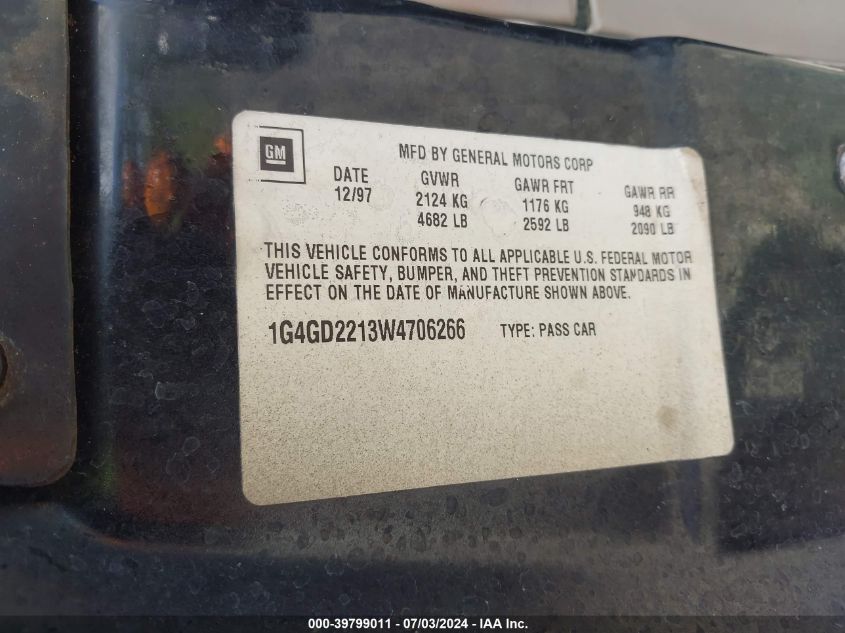 GM
MFD BY GENERAL MOTORS CORP
DATE GVWR GAWR FRT GAWR RR
12/97 2124 KG 1176 KG 948 KG
4682 LB 2592 LB 2090 LB
THIS VEHICLE CONFORMS TO ALL APPLICABLE U.S. FEDERAL MOTOR
VEHICLE SAFETY, BUMPER, AND THEFT PREVENTION STANDARDS IN
EFFECT ON THE DATE OF MANUFACTURE SHOWN ABOVE.
1G4GD2213W4706266 TYPE: PASS CAR
000-39799011 - 07/03/2024 - IAA Inc.